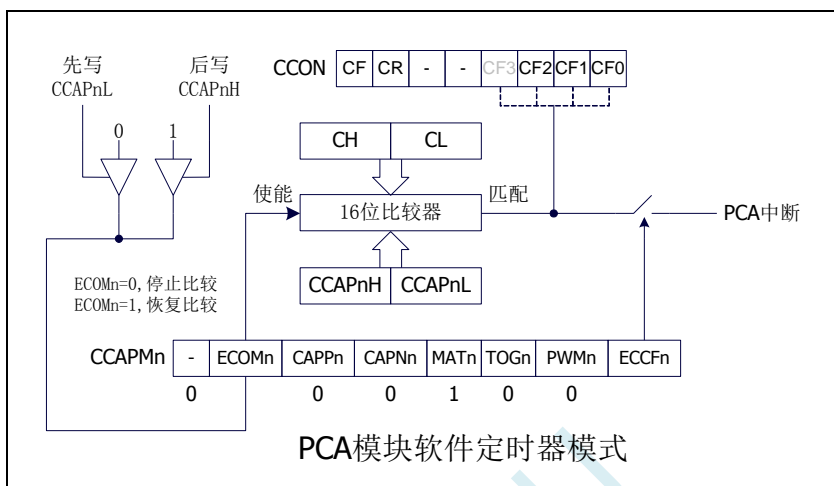 先写
CCAPnL
后写
CCAPnH
CCON CF CR - - CF3 CF2 CF1 CF0
0 1
CH CL
使能
16位比较器
匹配
PCA中断
CCAPnH CCAPnL
ECOMn=0,停止比较
ECOMn=1,恢复比较
CCAPMn - ECOMn CAPPn CAPNn MATn TOGn PWMn ECCFn
0 0 0 1 0 0
PCA模块软件定时器模式